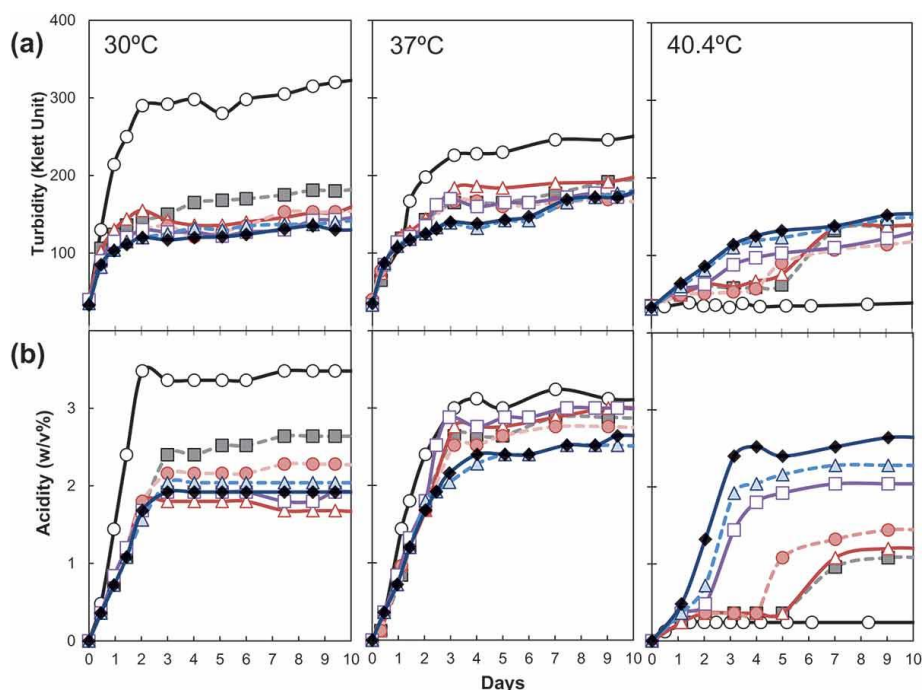 (a)
30ºC
37ºC
40.4ºC
Turbidity (Klett Unit)
400
300
200
100
(b)
Acidity (w/v%)
3
2
1
0
0 1 2 3 4 5 6 7 8 9 10
0 1 2 3 4 5 6 7 8 9 10
0 1 2 3 4 5 6 7 8 9 10
Days